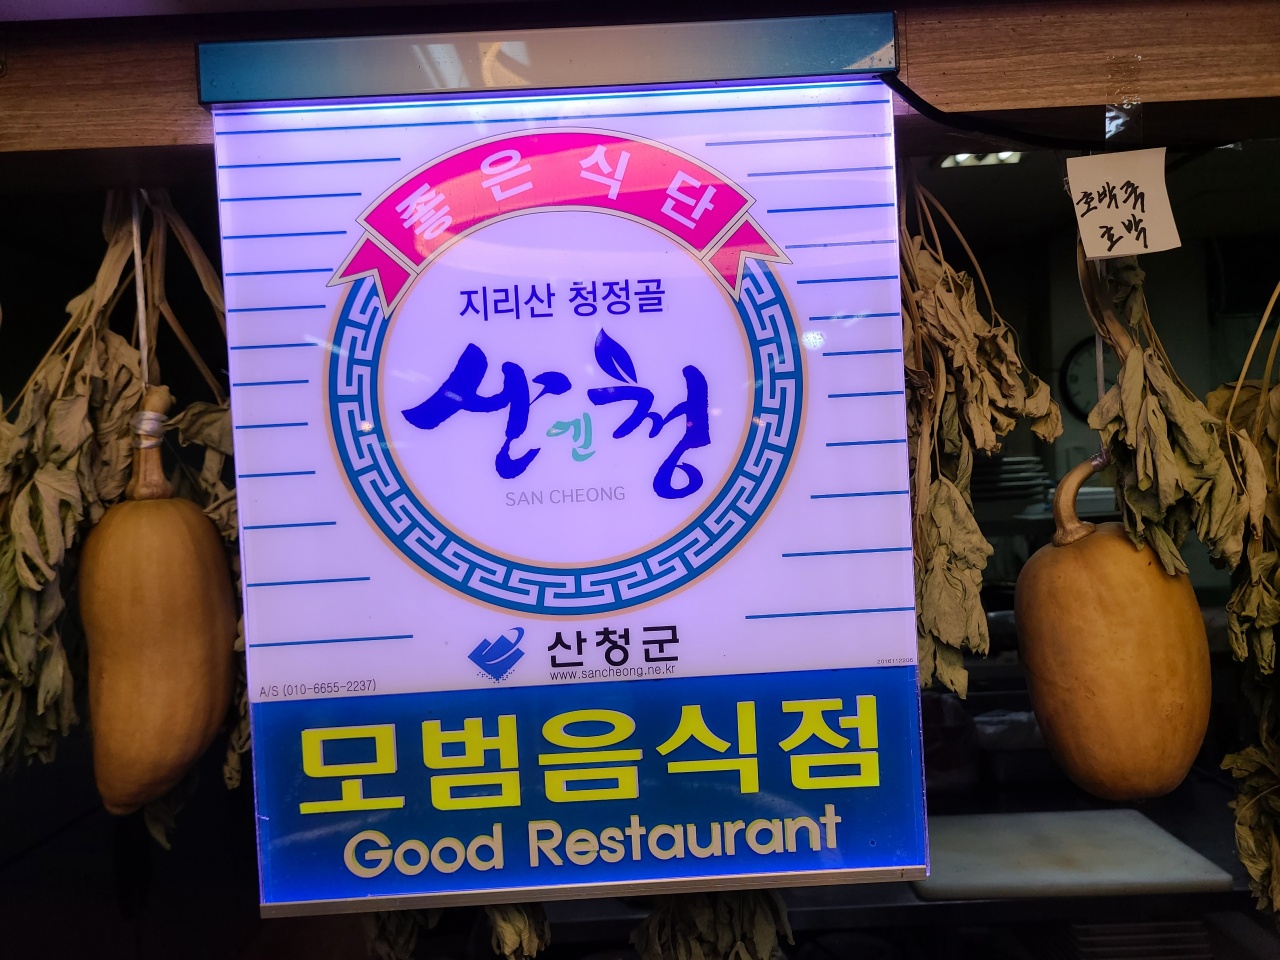 좋은식단
지리산 청정골
산엔청
SAN CHEONG
산청군
www.sancheong.ne.kr
A/S (010-6655-2237)
모범음식점
Good Restaurant
호박죽
호박